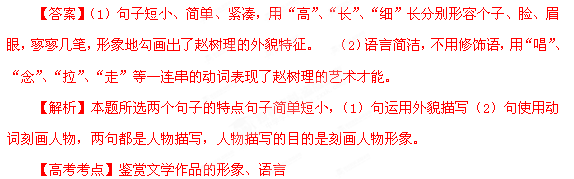 【答案】（1）句子短小、简单、紧凑，用“高”、“长”、“细”长分别形容个子、脸、眉
眼，寥寥几笔，形象地勾画出了赵树理的外貌特征。 （2）语言简洁，不用修饰语，用“唱”、
“念”、“拉”、“走”等一连串的动词表现了赵树理的艺术才能。
【解析】本题所选两个句子的特点句子简单短小，（1）句运用外貌描写（2）句使用动
词刻画人物，两句都是人物描写，人物描写的目的是刻画人物形象。
【高考考点】鉴赏文学作品的形象、语言